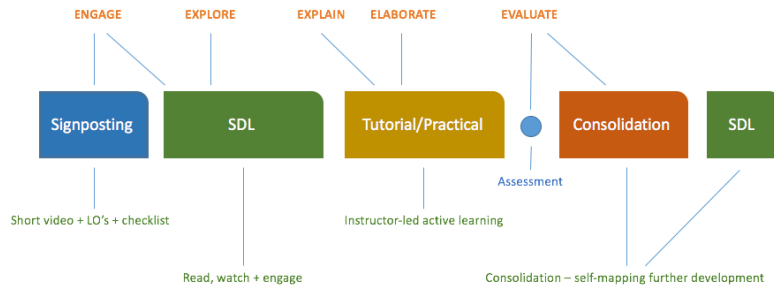 ENGAGE EXPLORE EXPLAIN ELABORATE EVALUATE
Signposting SDL Tutorial/Practical Consolidation SDL
Assessment
Short video + LO's + checklist Instructor-led active learning
Read, watch + engage Consolidation – self-mapping further development